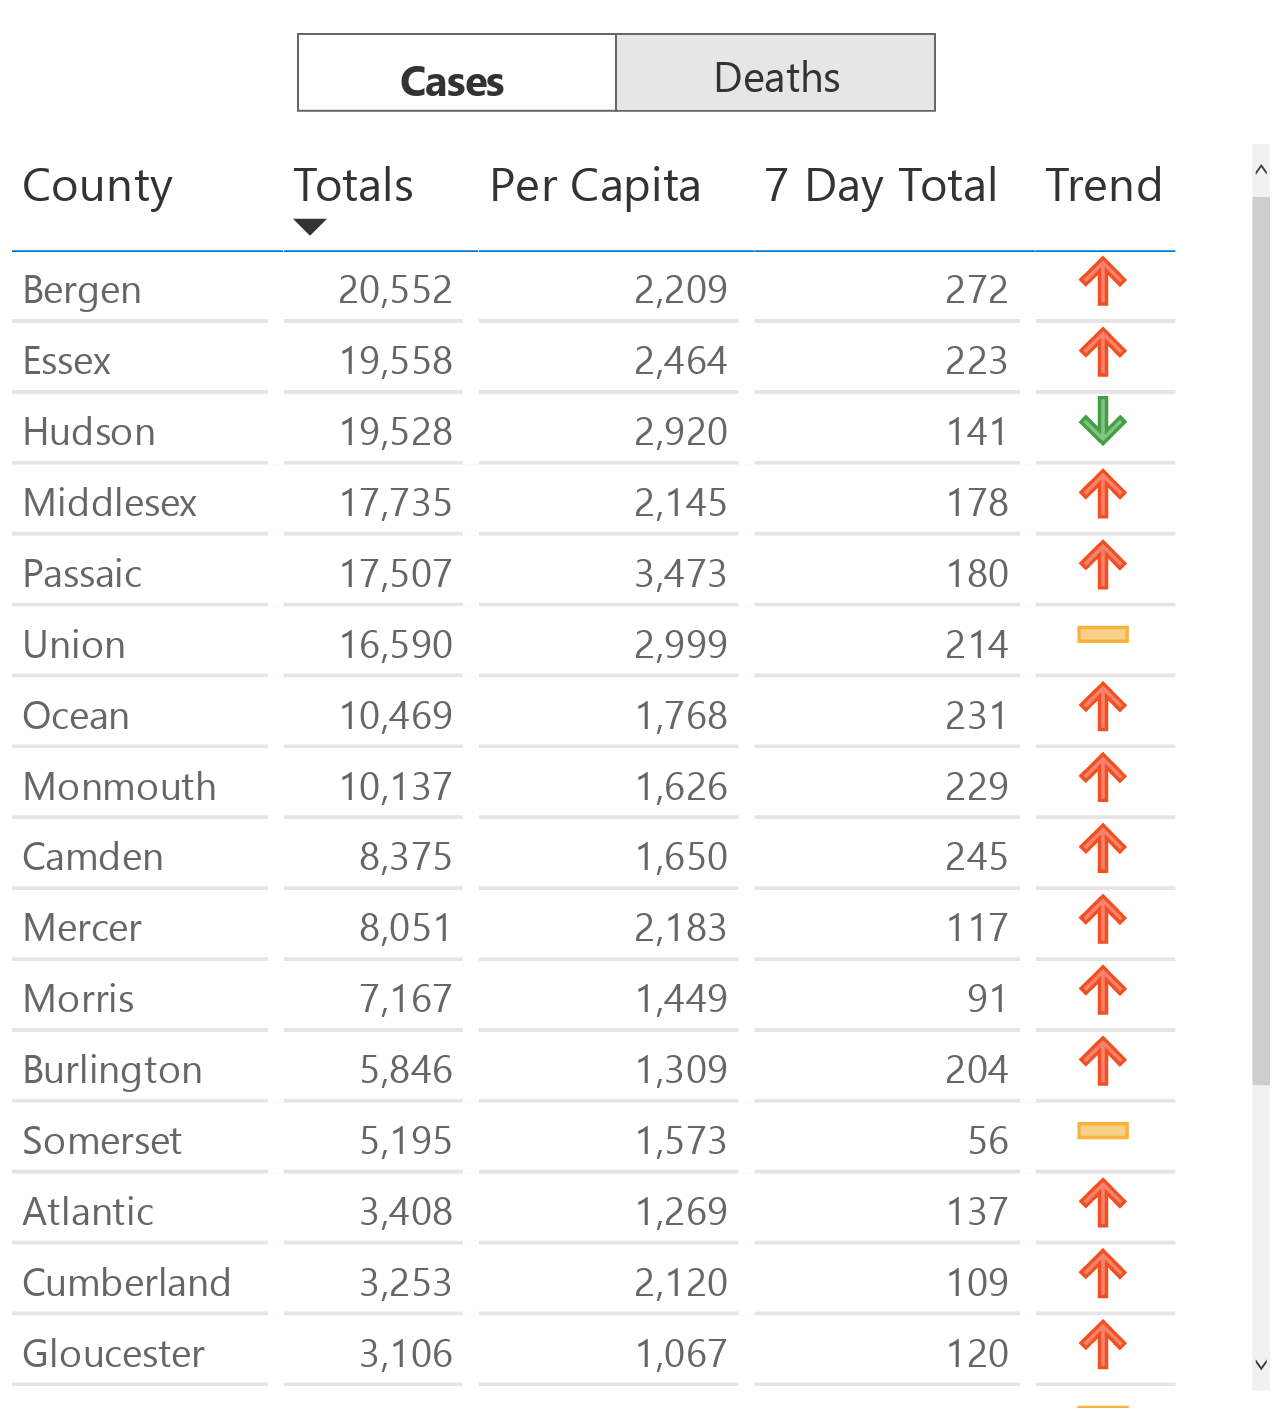 Cases Deaths
County Totals Per Capita 7 Day Total Trend
Bergen 20,552 2,209 272
Essex 19,558 2,464 223
Hudson 19,528 2,920 141
Middlesex 17,735 2,145 178
Passaic 17,507 3,473 180
Union 16,590 2,999 214
Ocean 10,469 1,768 231
Monmouth 10,137 1,626 229
Camden 8,375 1,650 245
Mercer 8,051 2,183 117
Morris 7,167 1,449 91
Burlington 5,846 1,309 204
Somerset 5,195 1,573 56
Atlantic 3,408 1,269 137
Cumberland 3,253 2,120 109
Gloucester 3,106 1,067 120